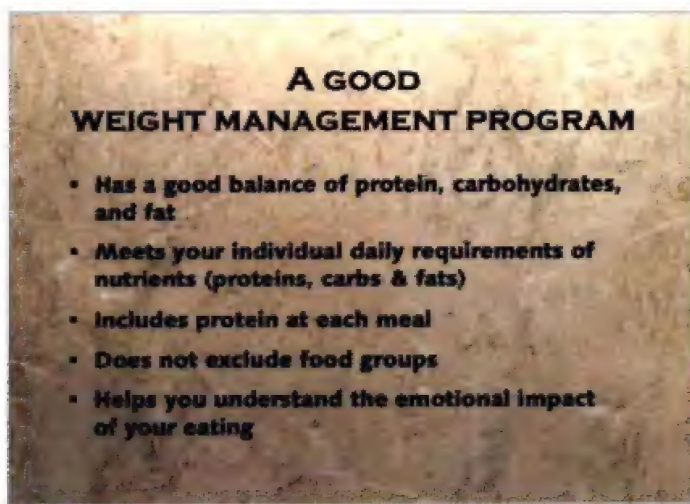 A GOOD
WEIGHT MANAGEMENT PROGRAM
• Has a good balance of protein, carbohydrates,
and fat
• Meets your individual daily requirements of
nutrients (proteins, carbs & fats)
• Includes protein at each meal
• Does not exclude food groups
• Helps you understand the emotional impact
of your eating